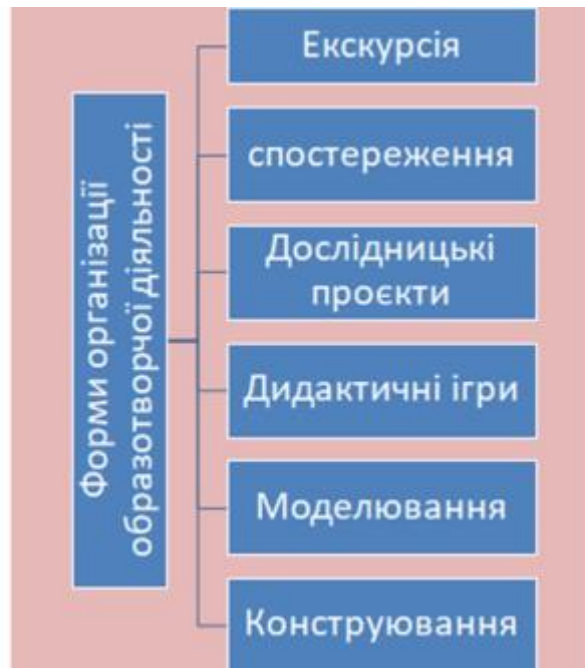 Форми організації
образотворчої діяльності
Екскурсія
спостереження
Дослідницькі
проєкти
Дидактичні ігри
Моделювання
Конструювання